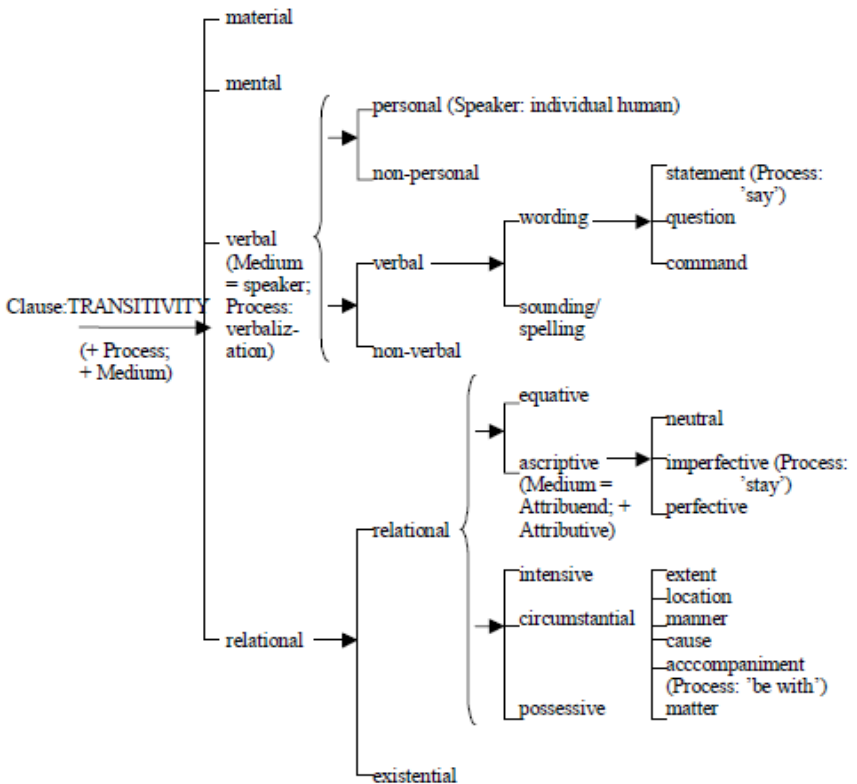 material
mental
personal (Speaker: individual human)
non-personal
statement (Process:
’say’)
wording
question
verbal
(Medium
= speaker;
Process:
verbaliz-
ation)
verbal
command
Clause:TRANSITIVITY
(+ Process;
+ Medium)
sounding/
spelling
non-verbal
equative
neutral
ascriptive
(Medium =
Attribuend; +
Attributive)
imperfective (Process:
’stay’)
perfective
relational
intensive
extent
location
circumstantial
manner
relational
cause
acccompaniment
(Process: ’be with’)
possessive
matter
existential